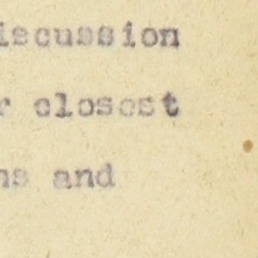 iscussion
r closest
ns and